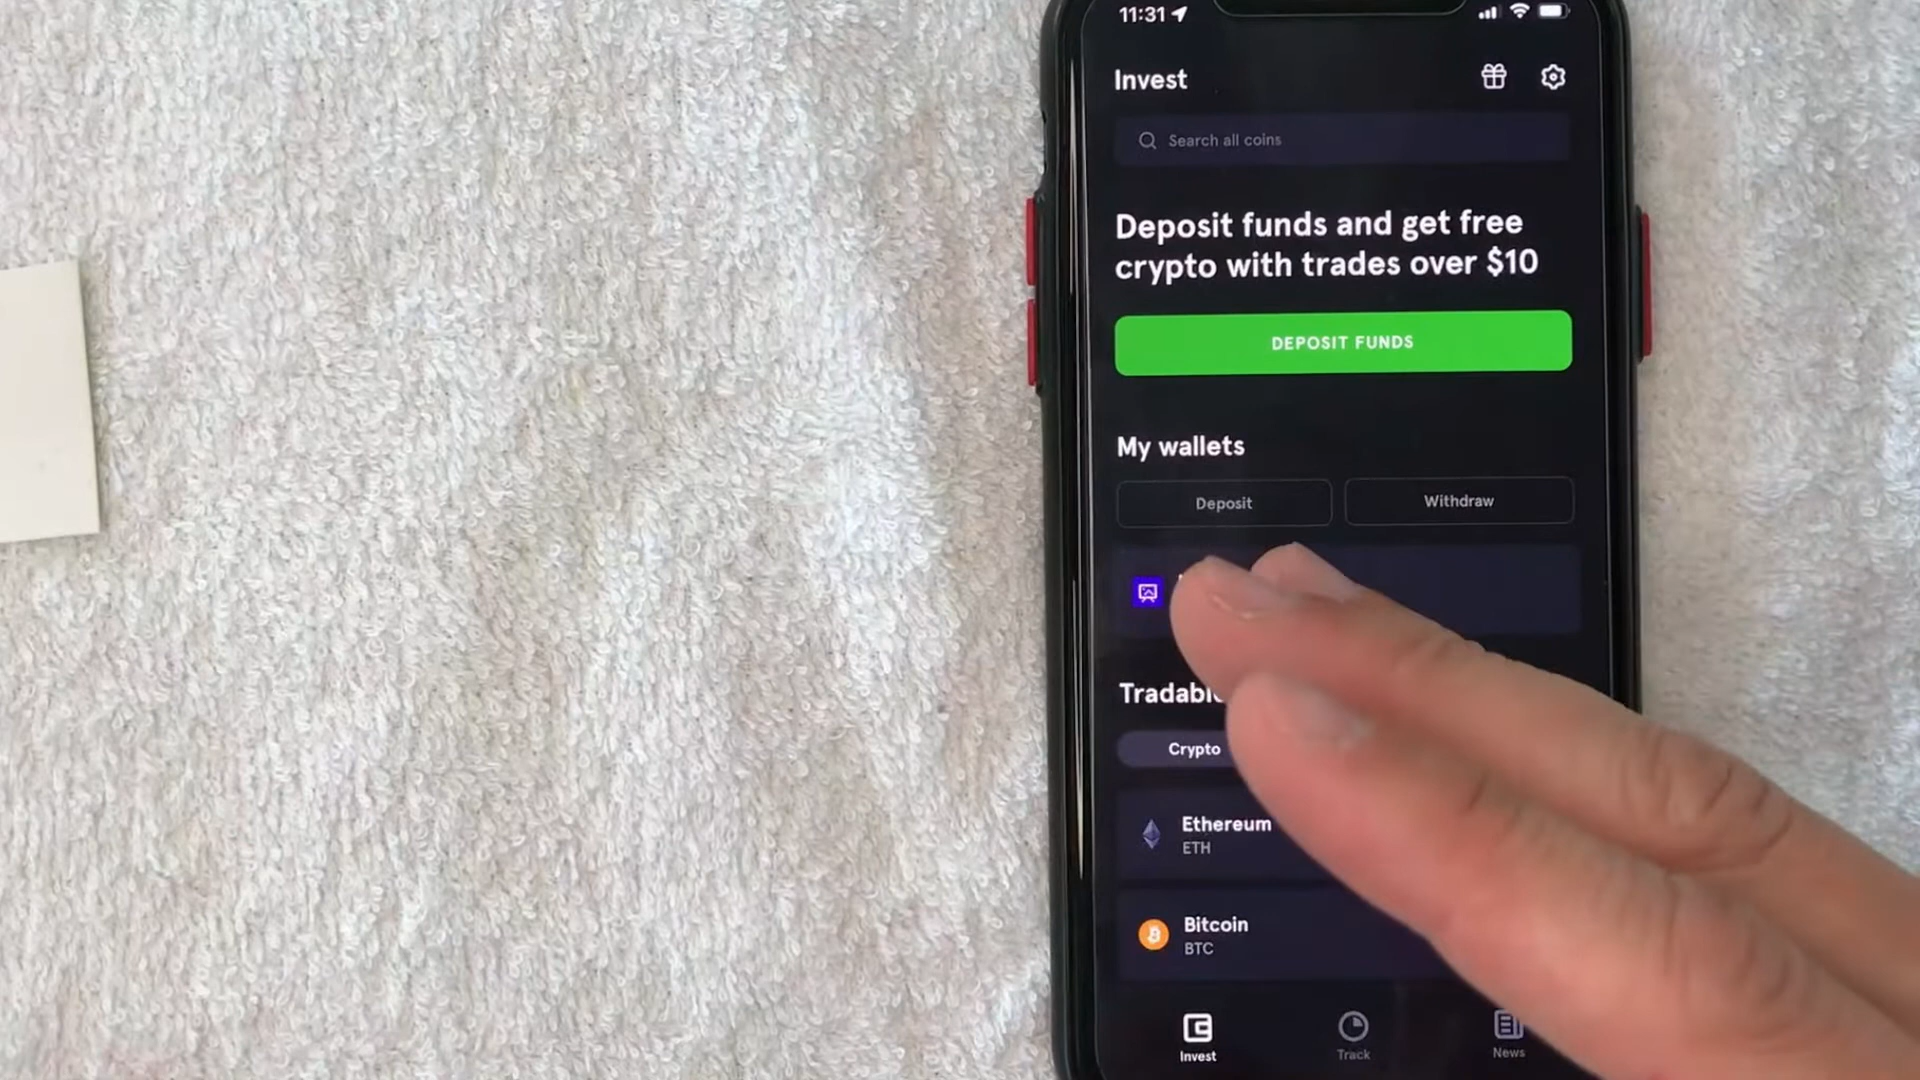 11:31
Invest
Search all coins
Deposit funds and get free
crypto with trades over $10
DEPOSIT FUNDS
My wallets
Deposit
Withdraw
Crypto
Ethereum
ETH
Bitcoin
BTC
Invest
Track
News